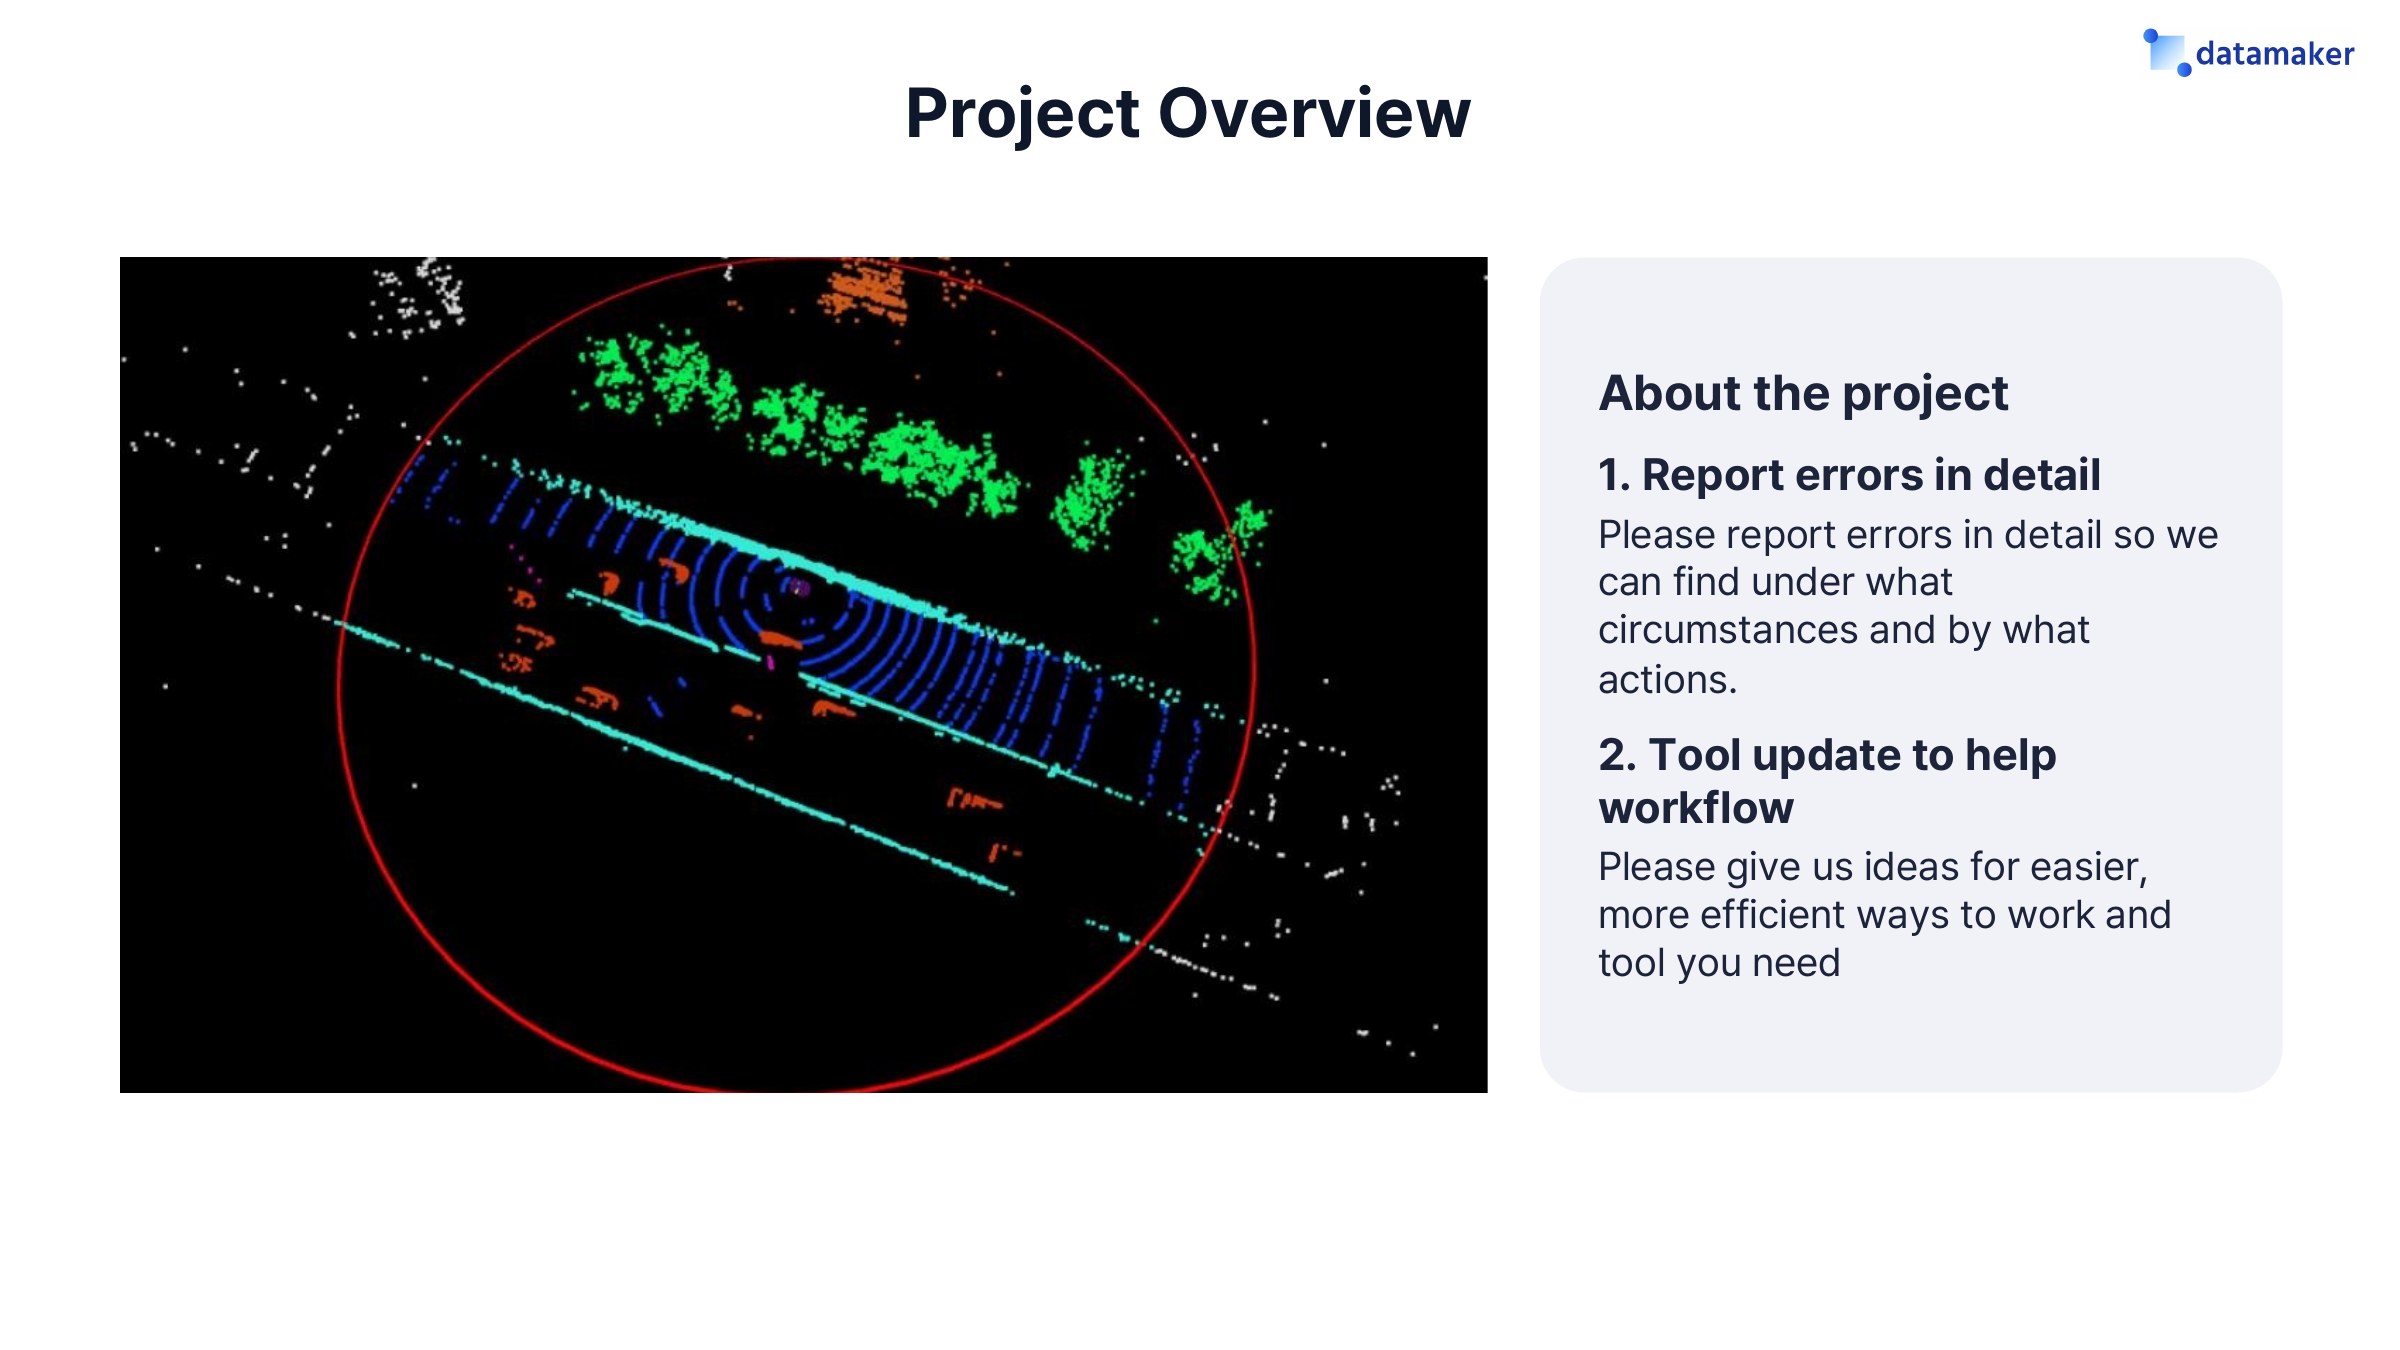 datamaker
Project Overview
About the project
1. Report errors in detail
Please report errors in detail so we
can find under what
circumstances and by what
actions.
2. Tool update to help
workflow
Please give us ideas for easier,
more efficient ways to work and
tool you need